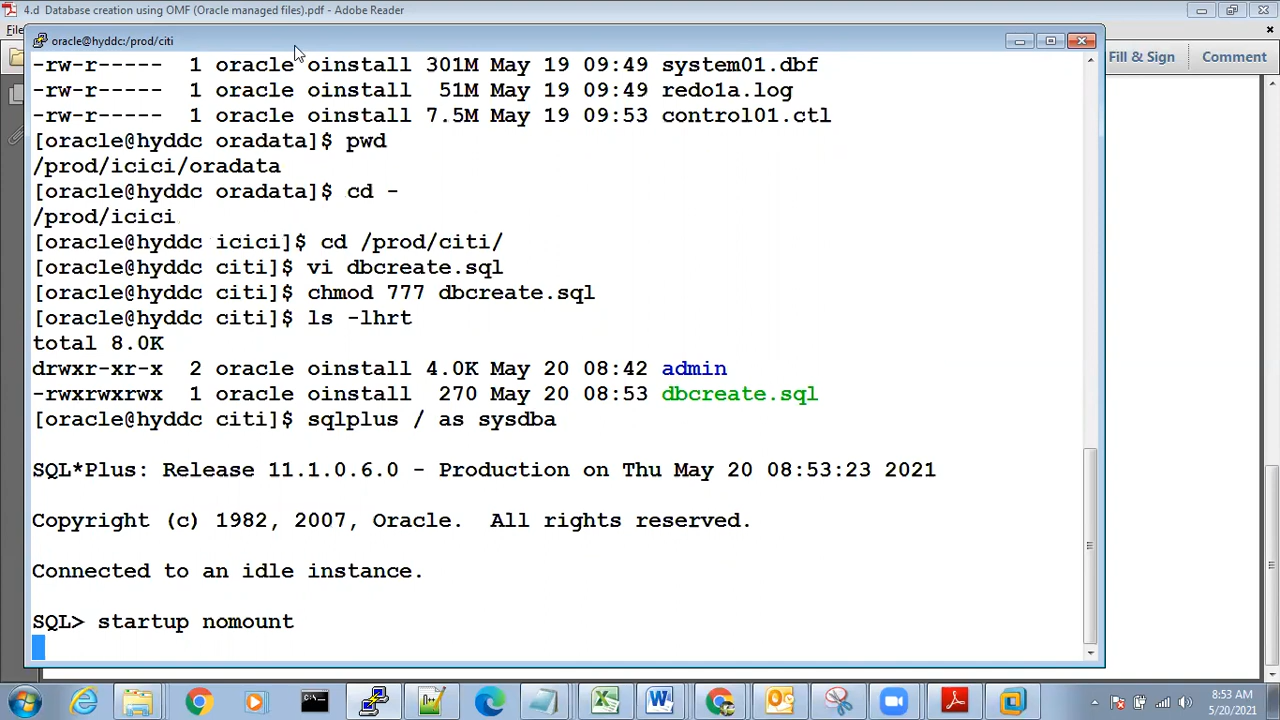 4.d Database creation using OMF (Oracle managed files).pdf - Adobe Reader
File
Fill & Sign
Comment
oracle@hyddc:/prod/citi
-rw-r----- 1 oracle oinstall 301M May 19 09:49 system01.dbf
-rw-r----- 1 oracle oinstall 51M May 19 09:49 redo1a.log
-rw-r----- 1 oracle oinstall 7.5M May 19 09:53 control01.ctl
[oracle@hyddc oradata]$ pwd
/prod/icici/oradata
[oracle@hyddc oradata]$ cd -
/prod/icici
[oracle@hyddc icici]$ cd /prod/citi/
[oracle@hyddc citi]$ vi dbcreate.sql
[oracle@hyddc citi]$ chmod 777 dbcreate.sql
[oracle@hyddc citi]$ ls -lhrt
total 8.0K
drwxr-xr-x 2 oracle oinstall 4.0K May 20 08:42 admin
-rwxrwxrwx 1 oracle oinstall 270 May 20 08:53 dbcreate.sql
[oracle@hyddc citi]$ sqlplus / as sysdba
SQL*Plus: Release 11.1.0.6.0 - Production on Thu May 20 08:53:23 2021
Copyright (c) 1982, 2007, Oracle.  All rights reserved.
Connected to an idle instance.
SQL> startup nomount
8:53 AM
5/20/2021